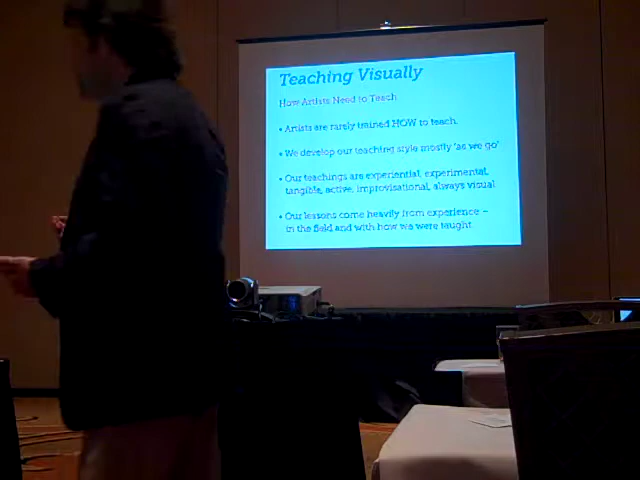 Teaching Visually
How Artists Need to Teach
• Artists are rarely trained HOW to teach.
• We develop our teaching style mostly 'as we go'
• Our teachings are experiential, experimental,
tangible, active, improvisational, always visual.
• Our lessons come heavily from experience –
in the field and with how we were taught.